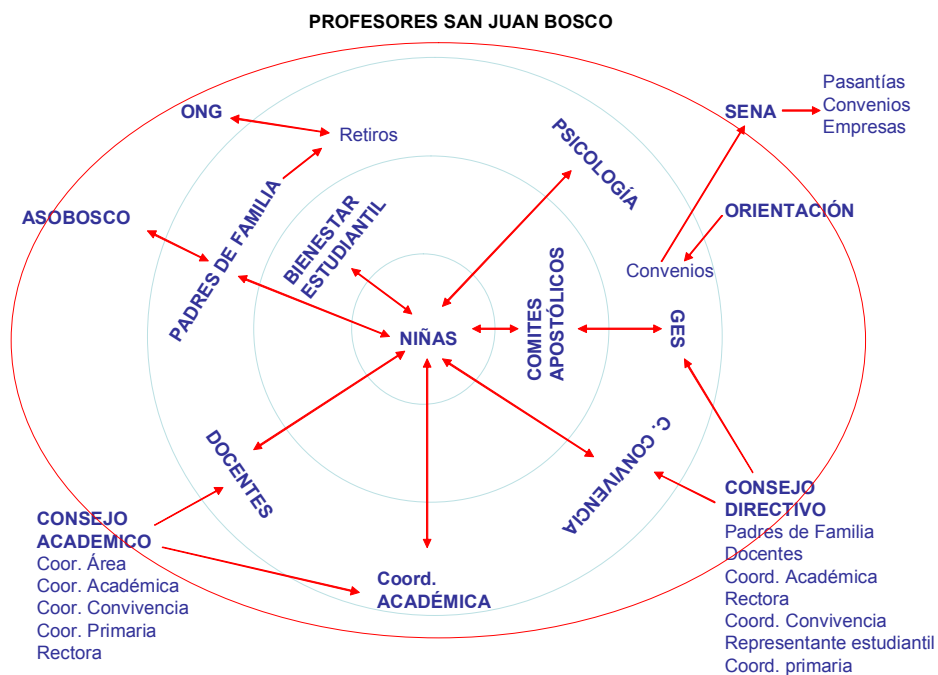 PROFESORES SAN JUAN BOSCO
ONG
Retiros
SENA
Pasantías
Convenios
Empresas
PSICOLOGÍA
ASOBOSCO
PADRES DE FAMILIA
BIENESTAR
ESTUDIANTIL
ORIENTACIÓN
Convenios
NIÑAS
COMITES
APOSTÓLICOS
GES
DOCENTES
C. CONVIVENCIA
CONSEJO
ACADEMICO
Coor. Área
Coor. Académica
Coor. Convivencia
Coor. Primaria
Rectora
Coord.
ACADÉMICA
CONSEJO
DIRECTIVO
Padres de Familia
Docentes
Coord. Académica
Rectora
Coord. Convivencia
Representante estudiantil
Coord. primaria